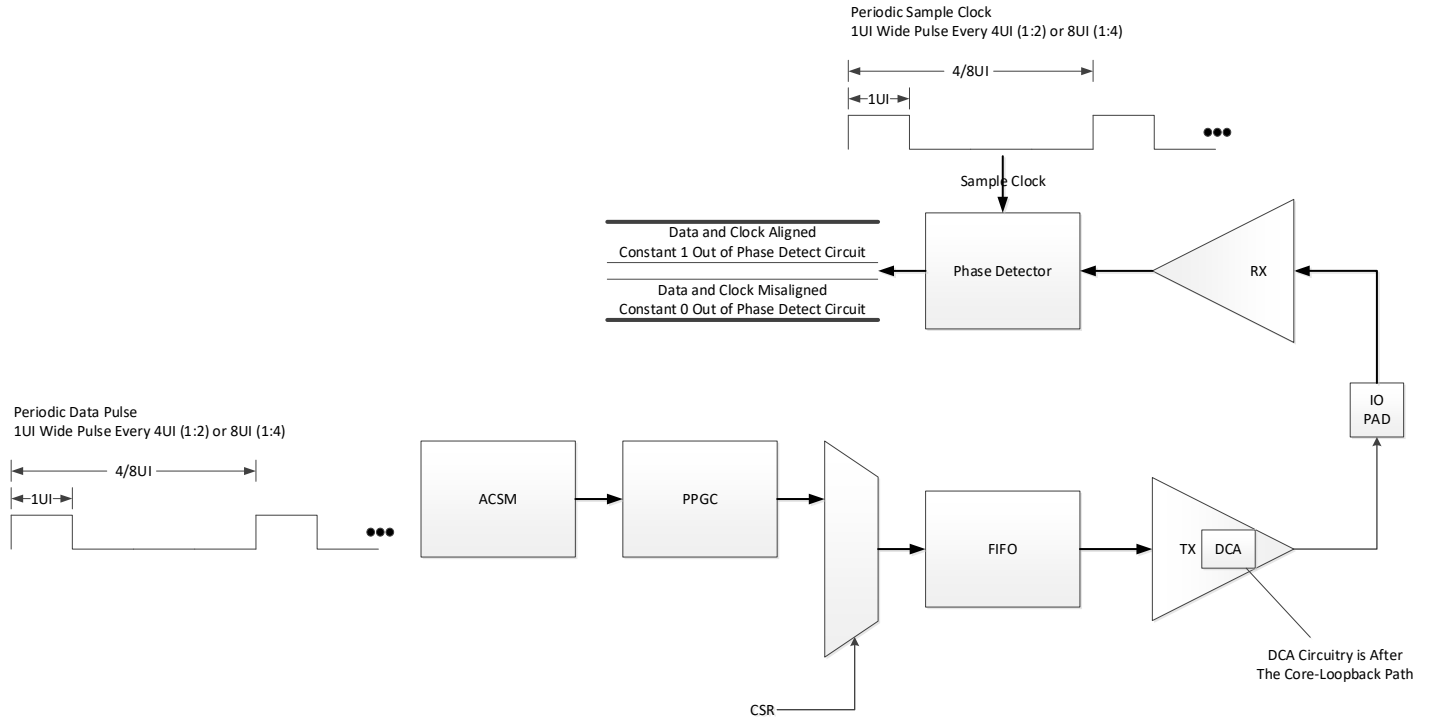 Periodic Sample Clock
1UI Wide Pulse Every 4UI (1:2) or 8UI (1:4)
4/8UI
1UI
Sample Clock
Data and Clock Aligned
Constant 1 Out of Phase Detect Circuit
Data and Clock Misaligned
Constant 0 Out of Phase Detect Circuit
Phase Detector
RX
IO
PAD
Periodic Data Pulse
1UI Wide Pulse Every 4UI (1:2) or 8UI (1:4)
4/8UI
1UI
ACSM
PPGC
FIFO
TX
DCA
DCA Circuitry is After
The Core-Loopback Path
CSR